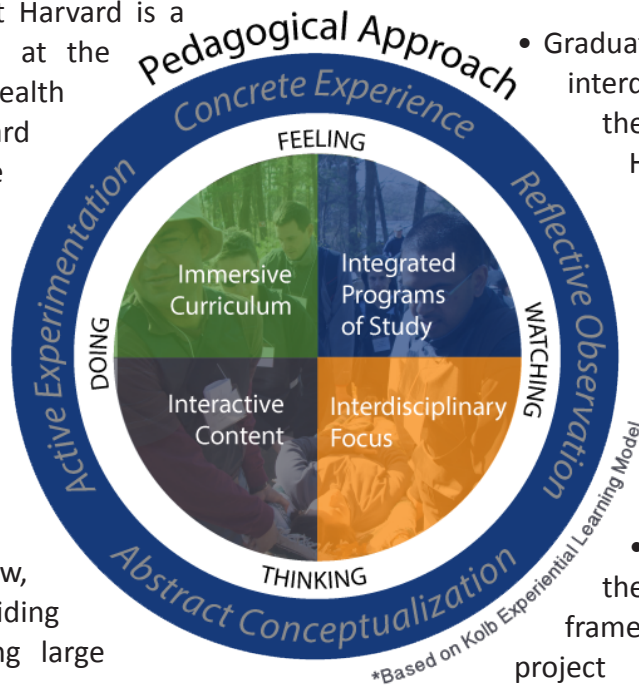 t Harvard is a
at the
ealth
ard
e
Pedagogical Approach
• Graduat
interd
the
H
Concrete Experience
Reflective Observation
Active Experimentation
Abstract Conceptualization
FEELING
WATCHING
DOING
THINKING
Immersive
Curriculum
Integrated
Programs
of Study
Interactive
Content
Interdisciplinary
Focus
*Based on Kolb Experiential Learning Model
w,
iding
ng large
•
the
frame
project